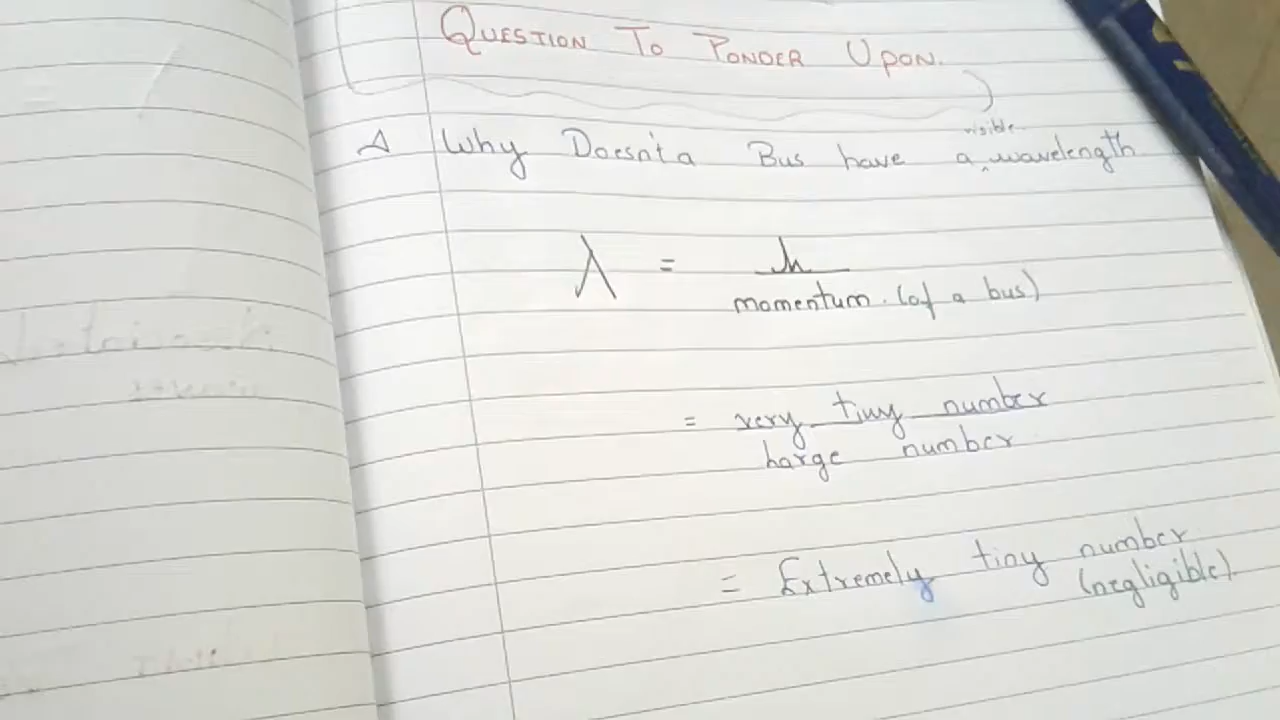 QUESTION TO PONDER UPON.
Why Doesn't a Bus have a visible wavelength
λ = h
momentum. (of a bus)
= very tiny number
harge number
= Extremely tiny number
(negligible).